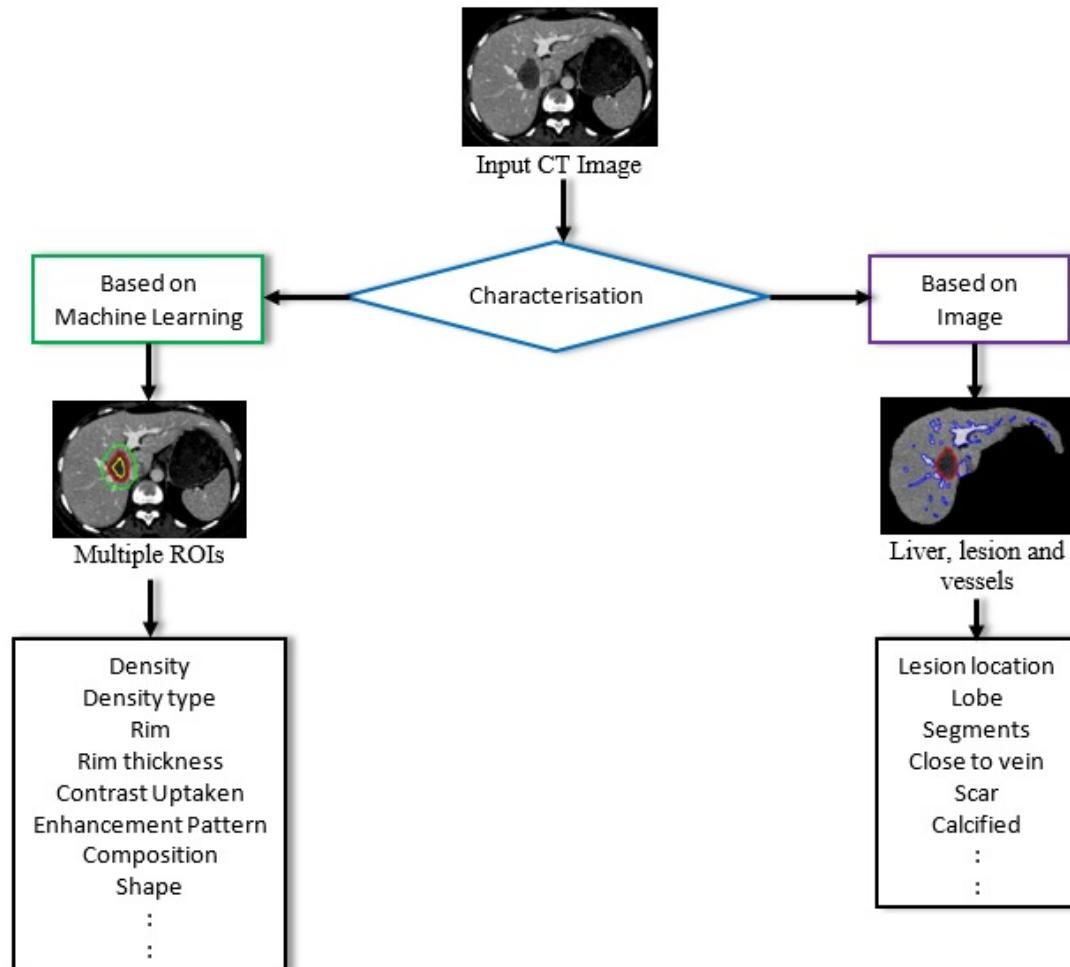 Input CT Image
Characterisation
Based on
Machine Learning
Multiple ROIs
Density
Density type
Rim
Rim thickness
Contrast Uptaken
Enhancement Pattern
Composition
Shape
:
:
Based on
Image
Liver, lesion and
vessels
Lesion location
Lobe
Segments
Close to vein
Scar
Calcified
:
: